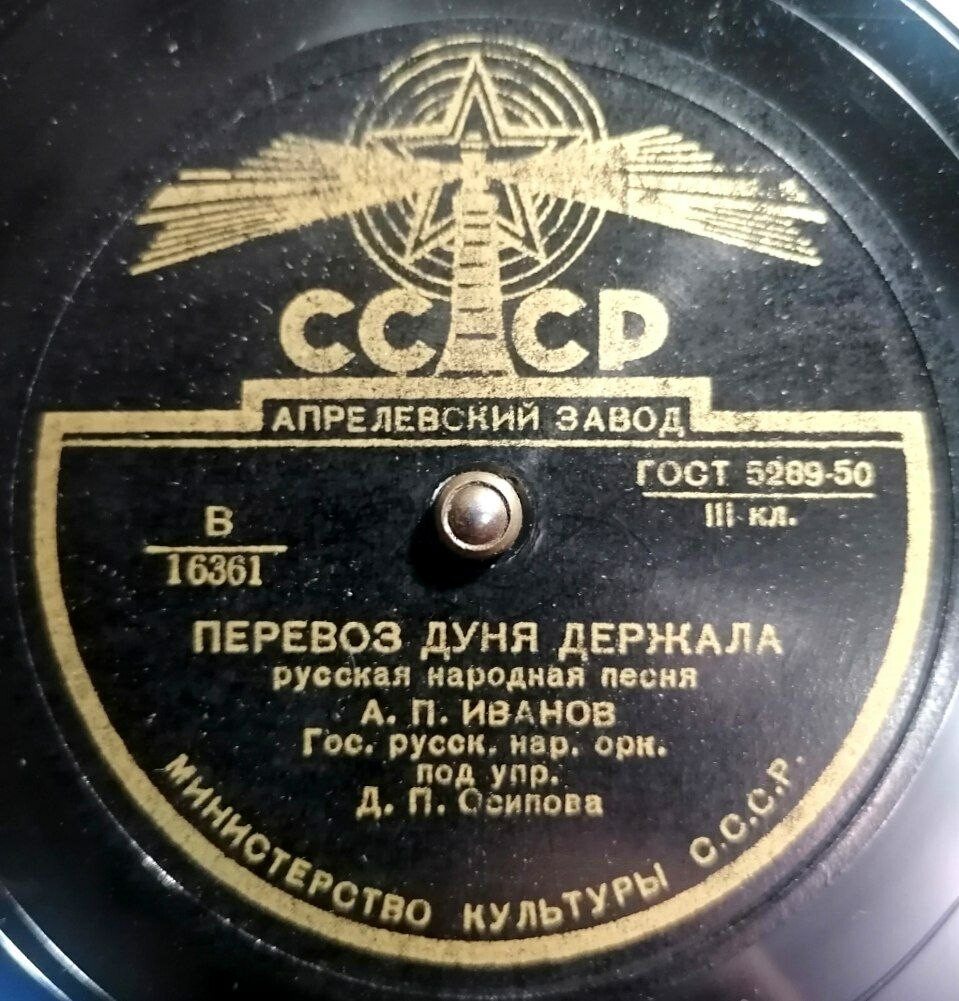 СССР
АПРЕЛЕВСКИЙ ЗАВОД
ГОСТ 5289-50
III кл.
В
16361
ПЕРЕВОЗ ДУНЯ ДЕРЖАЛА
русская народная песня
А. П. ИВАНОВ
Гос. русск. нар. орк.
под упр.
Д. П. Осипова
МИНИСТЕРСТВО КУЛЬТУРЫ С.С.С.Р.